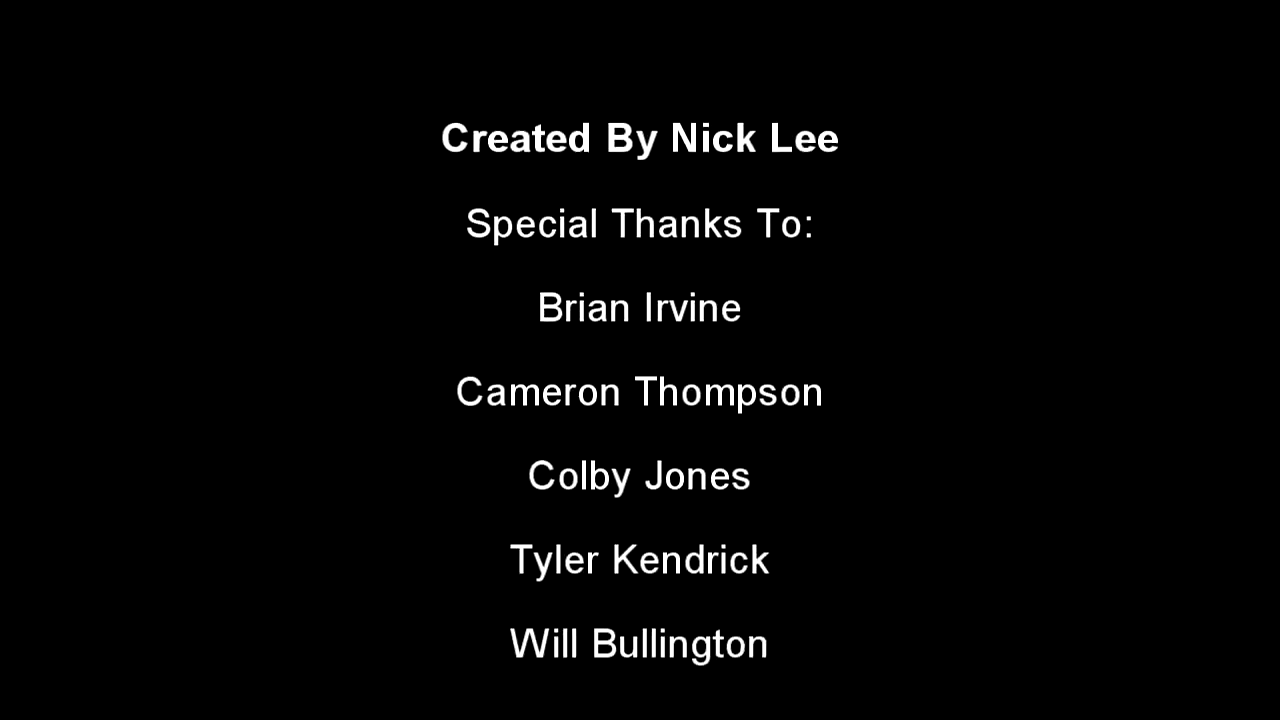 Created By Nick Lee
Special Thanks To:
Brian Irvine
Cameron Thompson
Colby Jones
Tyler Kendrick
Will Bullington